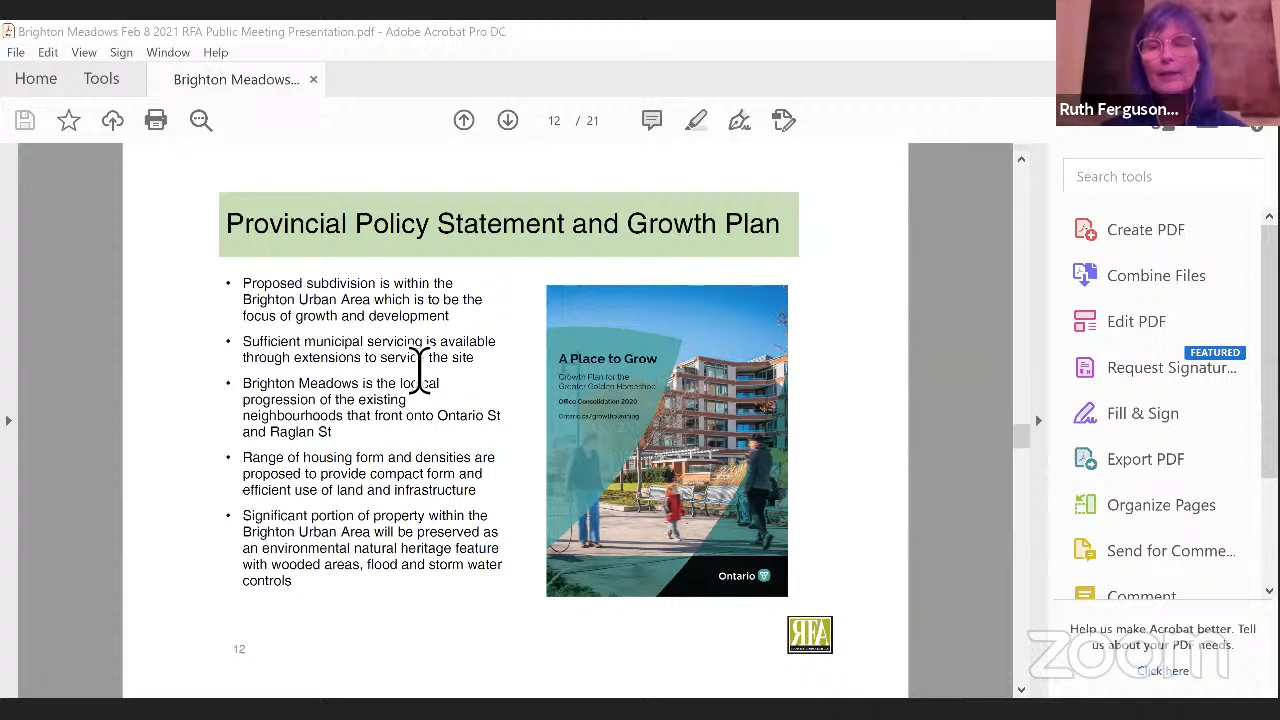 Brighton Meadows Feb 8 2021 RFA Public Meeting Presentation.pdf - Adobe Acrobat Pro DC
File Edit View Sign Window Help
Home Tools Brighton Meadows... ×
12 / 21
Ruth Ferguson...
Search tools
Create PDF
Combine Files
Edit PDF
FEATURED
Request Signatur...
Fill & Sign
Export PDF
Organize Pages
Send for Comme...
Comment
Help us make Acrobat better. Tell
us about your PDF needs.
Click here
zoom
Provincial Policy Statement and Growth Plan
• Proposed subdivision is within the
Brighton Urban Area which is to be the
focus of growth and development
• Sufficient municipal servicing is available
through extensions to service the site
• Brighton Meadows is the logical
progression of the existing
neighbourhoods that front onto Ontario St
and Raglan St
• Range of housing form and densities are
proposed to provide compact form and
efficient use of land and infrastructure
• Significant portion of property within the
Brighton Urban Area will be preserved as
an environmental natural heritage feature
with wooded areas, flood and storm water
controls
A Place to Grow
Growth Plan for the
Greater Golden Horseshoe
Office Consolidation 2020
Ontario.ca/growthplanning
Ontario
RFA
12